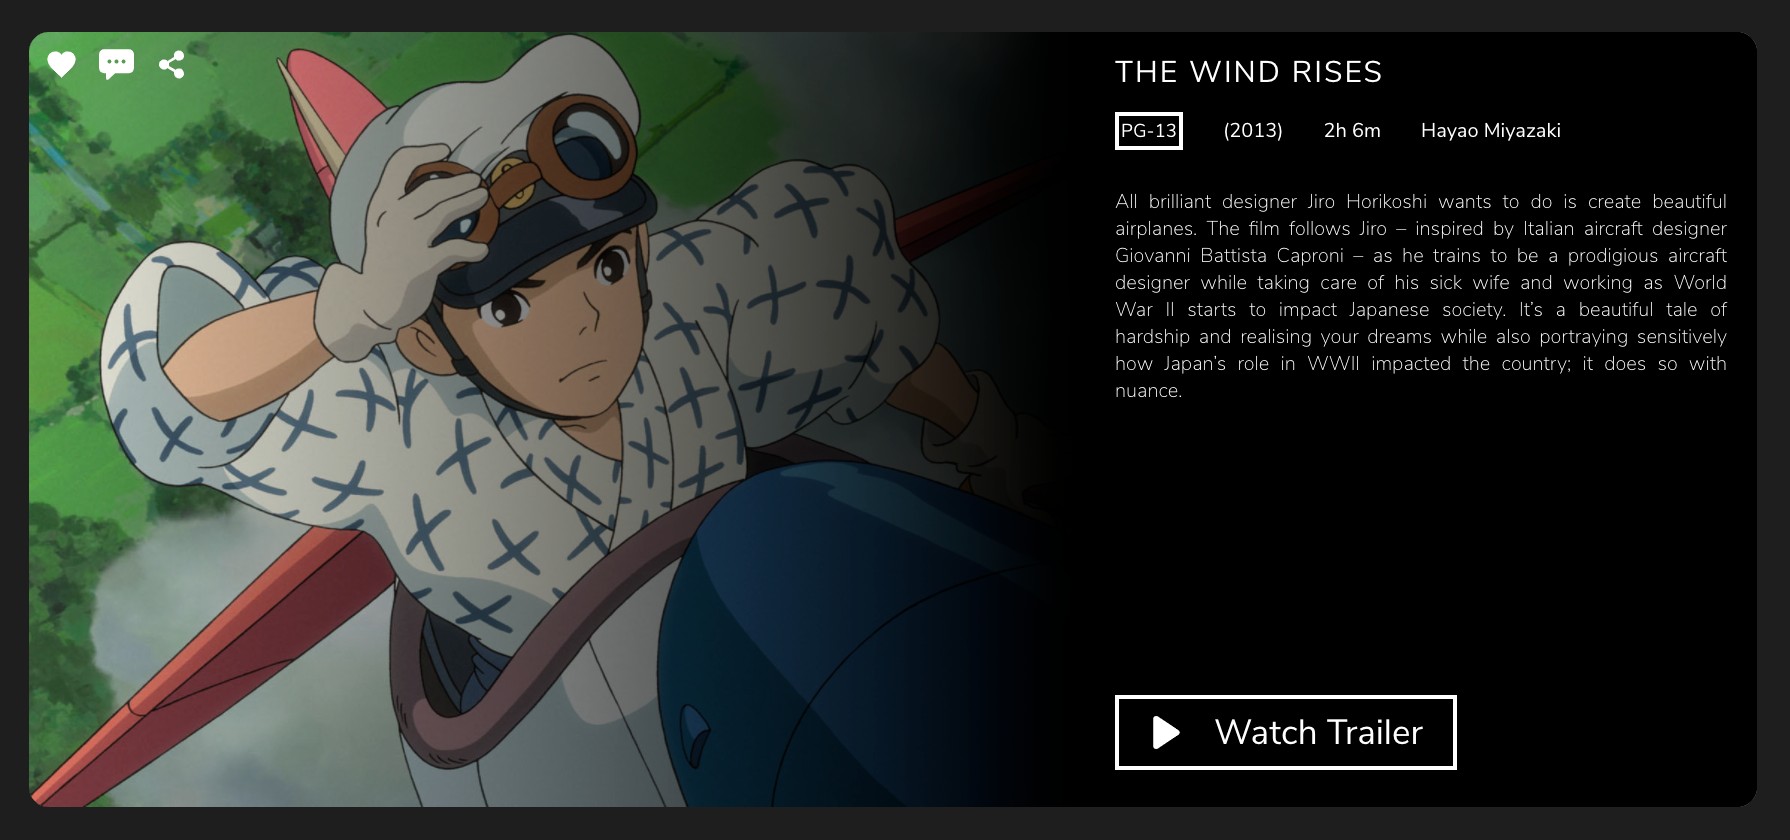 THE WIND RISES
PG-13 (2013) 2h 6m Hayao Miyazaki
All brilliant designer Jiro Horikoshi wants to do is create beautiful
airplanes. The film follows Jiro – inspired by Italian aircraft designer
Giovanni Battista Caproni – as he trains to be a prodigious aircraft
designer while taking care of his sick wife and working as World
War II starts to impact Japanese society. It’s a beautiful tale of
hardship and realising your dreams while also portraying sensitively
how Japan’s role in WWII impacted the country; it does so with
nuance.
Watch Trailer